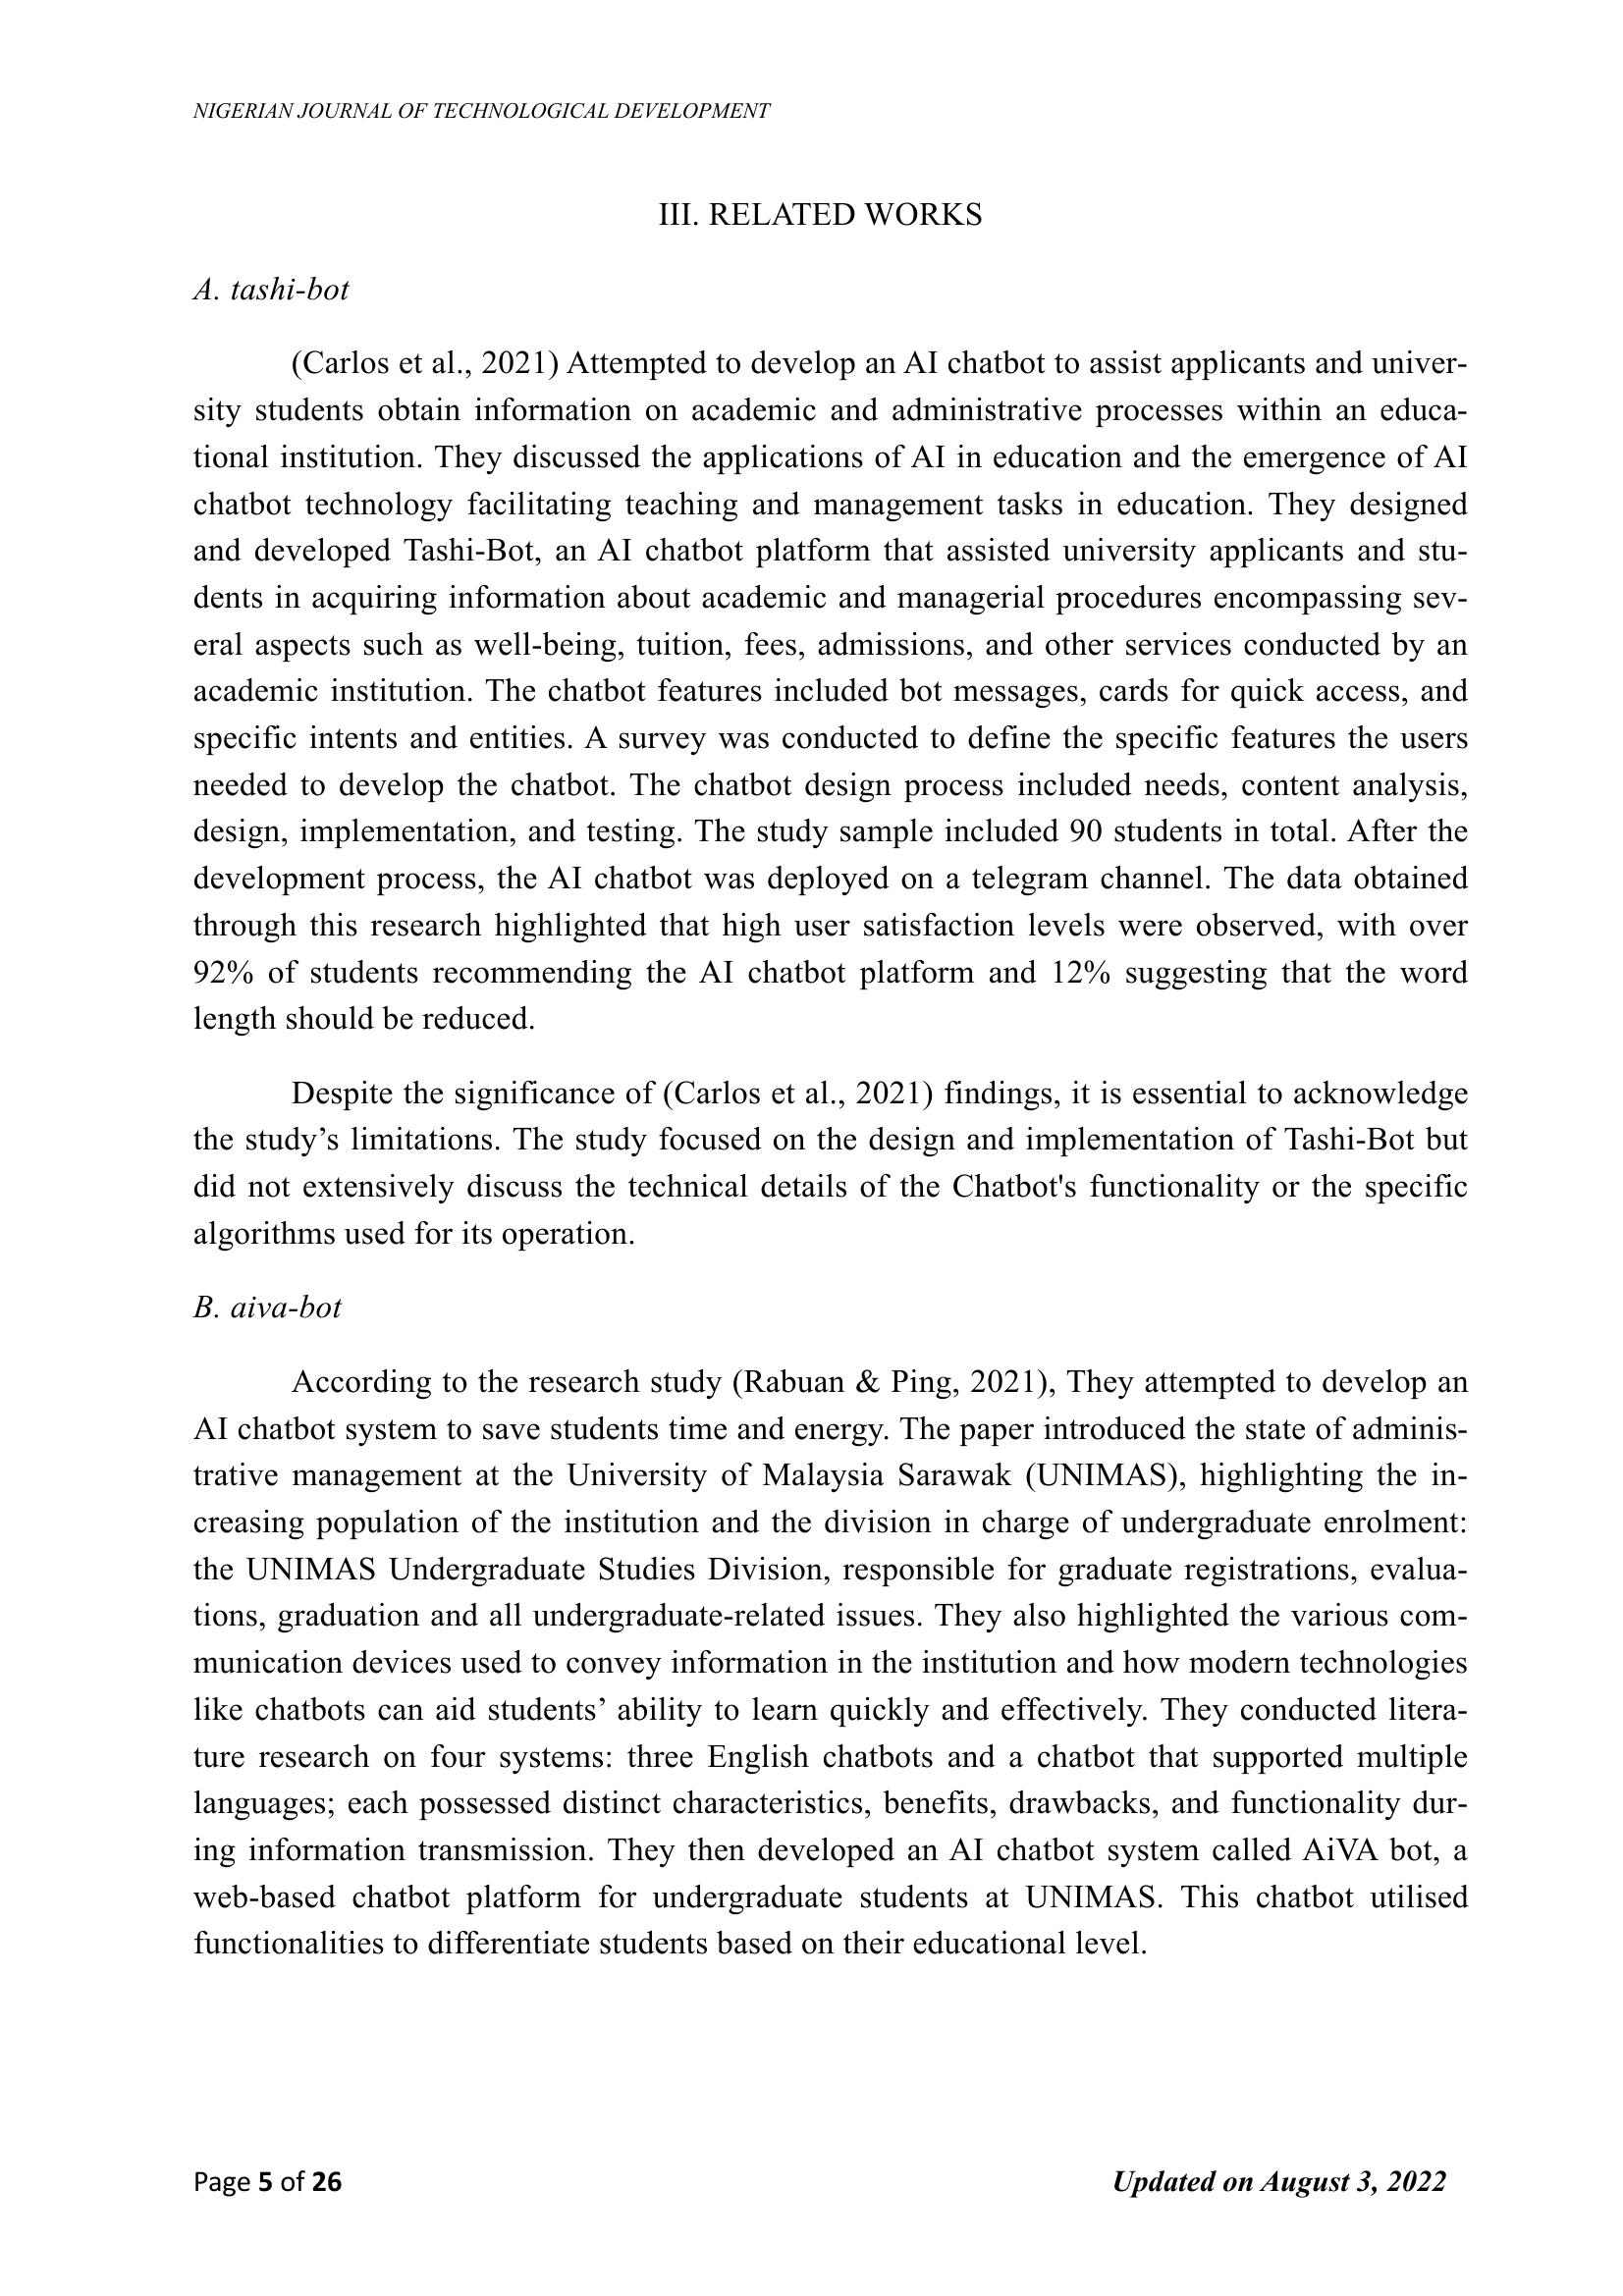 NIGERIAN JOURNAL OF TECHNOLOGICAL DEVELOPMENT
III. RELATED WORKS
A. tashi-bot
(Carlos et al., 2021) Attempted to develop an AI chatbot to assist applicants and univer-
sity students obtain information on academic and administrative processes within an educa-
tional institution. They discussed the applications of AI in education and the emergence of AI
chatbot technology facilitating teaching and management tasks in education. They designed
and developed Tashi-Bot, an AI chatbot platform that assisted university applicants and stu-
dents in acquiring information about academic and managerial procedures encompassing sev-
eral aspects such as well-being, tuition, fees, admissions, and other services conducted by an
academic institution. The chatbot features included bot messages, cards for quick access, and
specific intents and entities. A survey was conducted to define the specific features the users
needed to develop the chatbot. The chatbot design process included needs, content analysis,
design, implementation, and testing. The study sample included 90 students in total. After the
development process, the AI chatbot was deployed on a telegram channel. The data obtained
through this research highlighted that high user satisfaction levels were observed, with over
92% of students recommending the AI chatbot platform and 12% suggesting that the word
length should be reduced.
Despite the significance of (Carlos et al., 2021) findings, it is essential to acknowledge
the study’s limitations. The study focused on the design and implementation of Tashi-Bot but
did not extensively discuss the technical details of the Chatbot's functionality or the specific
algorithms used for its operation.
B. aiva-bot
According to the research study (Rabuan & Ping, 2021), They attempted to develop an
AI chatbot system to save students time and energy. The paper introduced the state of adminis-
trative management at the University of Malaysia Sarawak (UNIMAS), highlighting the in-
creasing population of the institution and the division in charge of undergraduate enrolment:
the UNIMAS Undergraduate Studies Division, responsible for graduate registrations, evalua-
tions, graduation and all undergraduate-related issues. They also highlighted the various com-
munication devices used to convey information in the institution and how modern technologies
like chatbots can aid students’ ability to learn quickly and effectively. They conducted litera-
ture research on four systems: three English chatbots and a chatbot that supported multiple
languages; each possessed distinct characteristics, benefits, drawbacks, and functionality dur-
ing information transmission. They then developed an AI chatbot system called AiVA bot, a
web-based chatbot platform for undergraduate students at UNIMAS. This chatbot utilised
functionalities to differentiate students based on their educational level.
Page 5 of 26
Updated on August 3, 2022